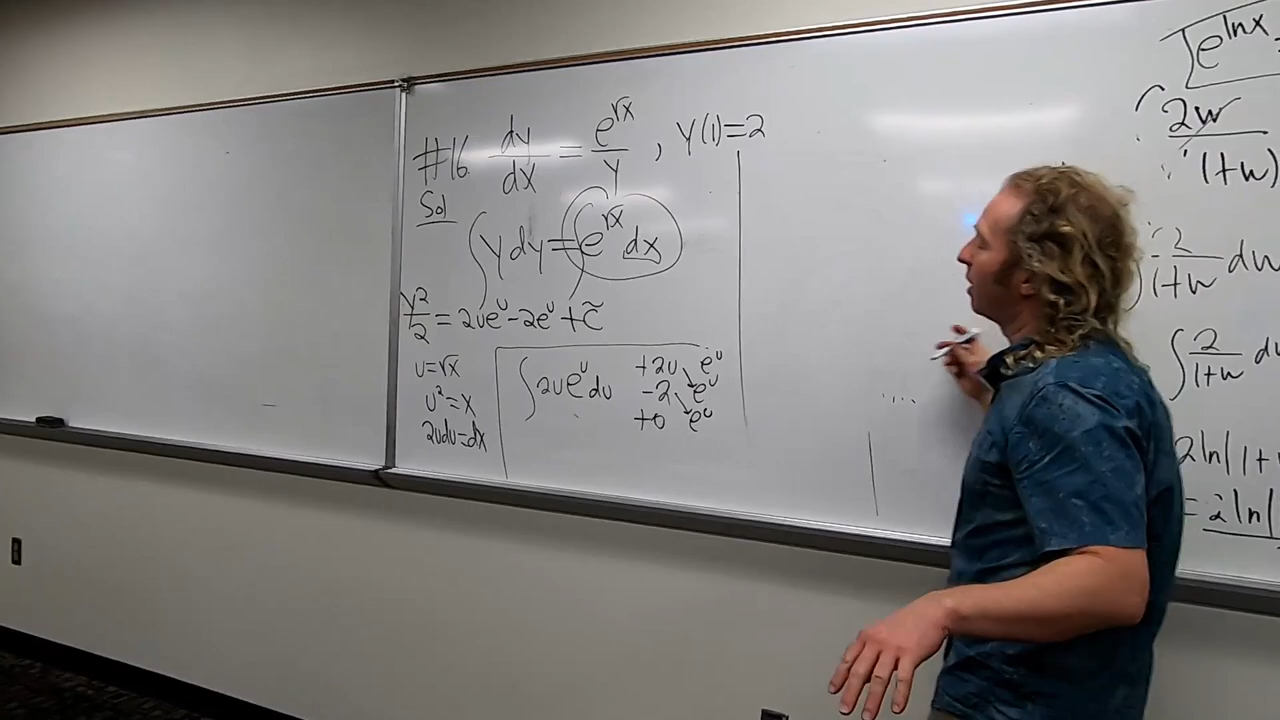 #16 dy/dx = e^√x / y , y(1)=2
Sol
∫ y dy = ∫ e^√x dx
y²/2 = 2ue^u - 2e^u + c̃
u=√x
u²=x
2udu=dx
∫2ue^u du
+2u e^u
-2 e^u
+0 e^u
e^lnx
2w
(1+w)
2/(1+w) dw
∫ 2/(1+w) du
2ln|1+
= 2ln|